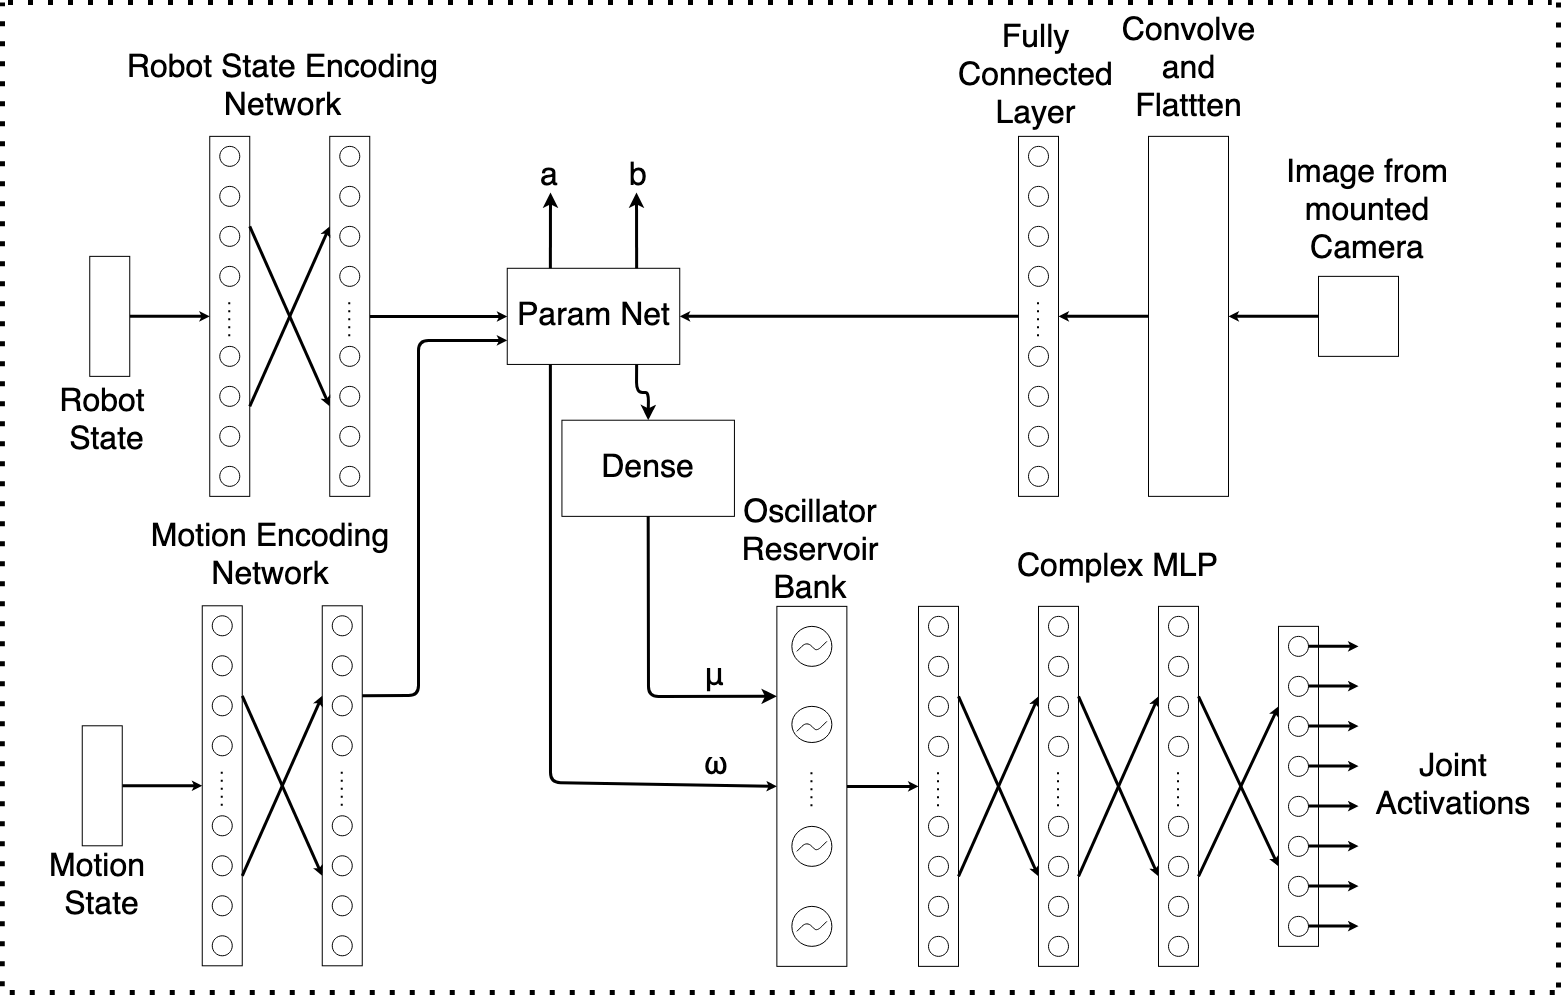 Robot State Encoding
Network
Fully
Connected
Layer
Convolve
and
Flattten
Image from
mounted
Camera
a
b
Param Net
Robot
State
Dense
Motion Encoding
Network
Oscillator
Reservoir
Bank
Complex MLP
μ
ω
Motion
State
Joint
Activations